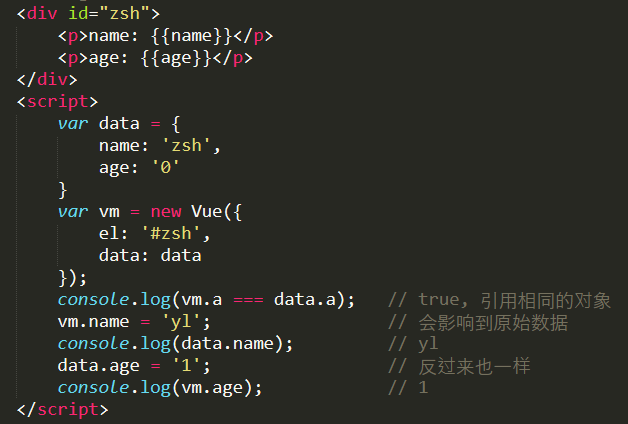 <div id="zsh">
    <p>name: {{name}}</p>
    <p>age: {{age}}</p>
</div>
<script>
    var data = {
        name: 'zsh',
        age: '0'
    }
    var vm = new Vue({
        el: '#zsh',
        data: data
    });
    console.log(vm.a === data.a);   // true, 引用相同的对象
    vm.name = 'yl';                 // 会影响到原始数据
    console.log(data.name);         // yl
    data.age = '1';                 // 反过来也一样
    console.log(vm.age);            // 1
</script>